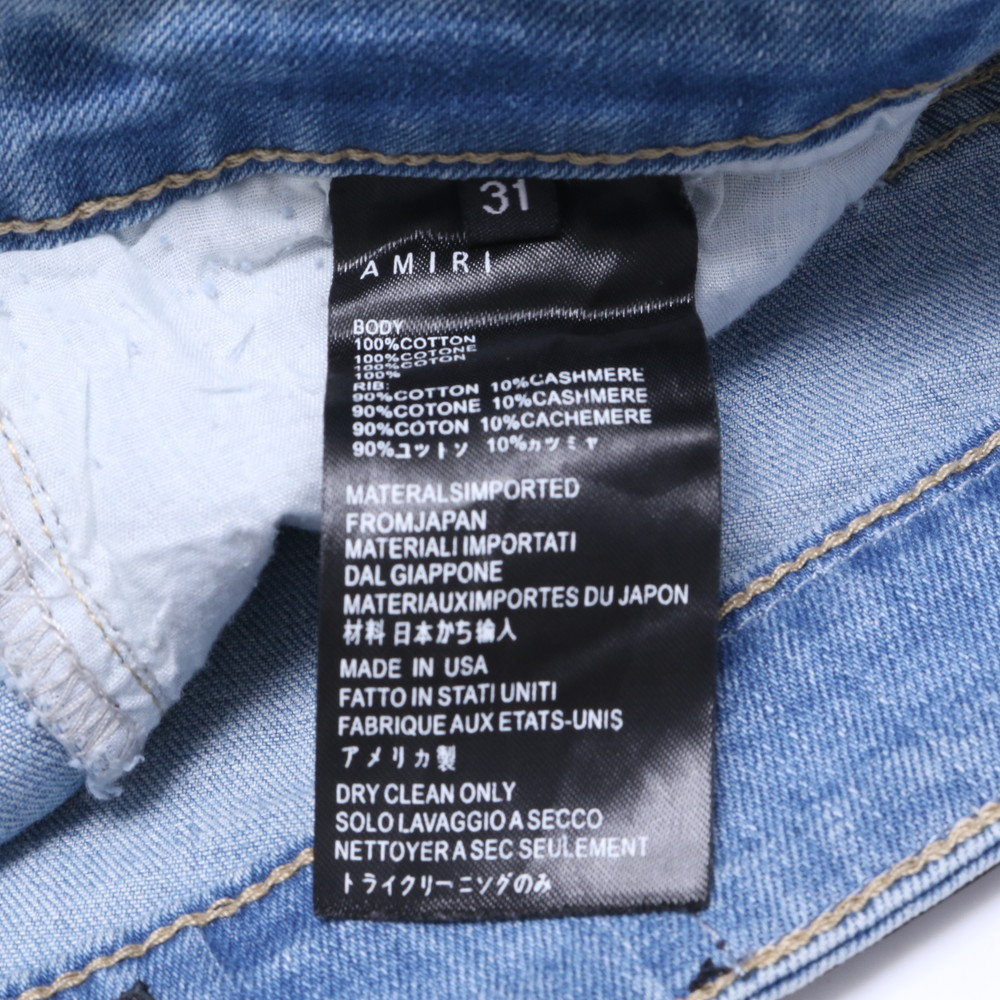 31
AMIRI
BODY
100%COTTON
100%COTONE
100%COTON
100%
RIB:
90%COTTON 10%CASHMERE
90%COTONE 10%CASHMERE
90%COTON 10%CACHEMERE
90%コットソ 10%カツミャ
MATERALSIMPORTED
FROMJAPAN
MATERIALI IMPORTATI
DAL GIAPPONE
MATERIAUXIMPORTES DU JAPON
材料 日本かち输入
MADE IN USA
FATTO IN STATI UNITI
FABRIQUE AUX ETATS-UNIS
アメリカ製
DRY CLEAN ONLY
SOLO LAVAGGIO A SECCO
NETTOYER A SEC SEULEMENT
トライクリーニングのみ